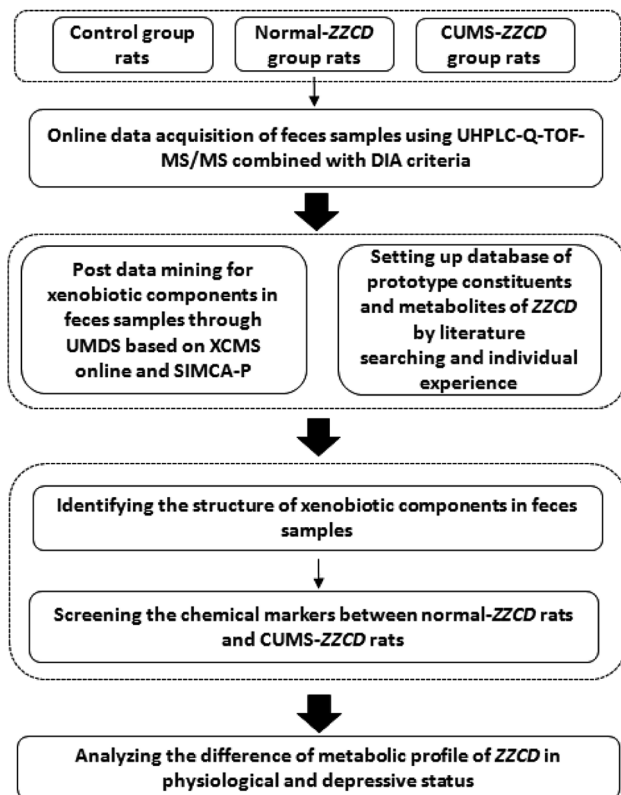 Control group
rats
Normal-ZZCD
group rats
CUMS-ZZCD
group rats
Online data acquisition of feces samples using UHPLC-Q-TOF-
MS/MS combined with DIA criteria
Post data mining for
xenobiotic components in
feces samples through
UMDS based on XCMS
online and SIMCA-P
Setting up database of
prototype constituents
and metabolites of ZZCD
by literature
searching and individual
experience
Identifying the structure of xenobiotic components in feces
samples
Screening the chemical markers between normal-ZZCD rats
and CUMS-ZZCD rats
Analyzing the difference of metabolic profile of ZZCD in
physiological and depressive status